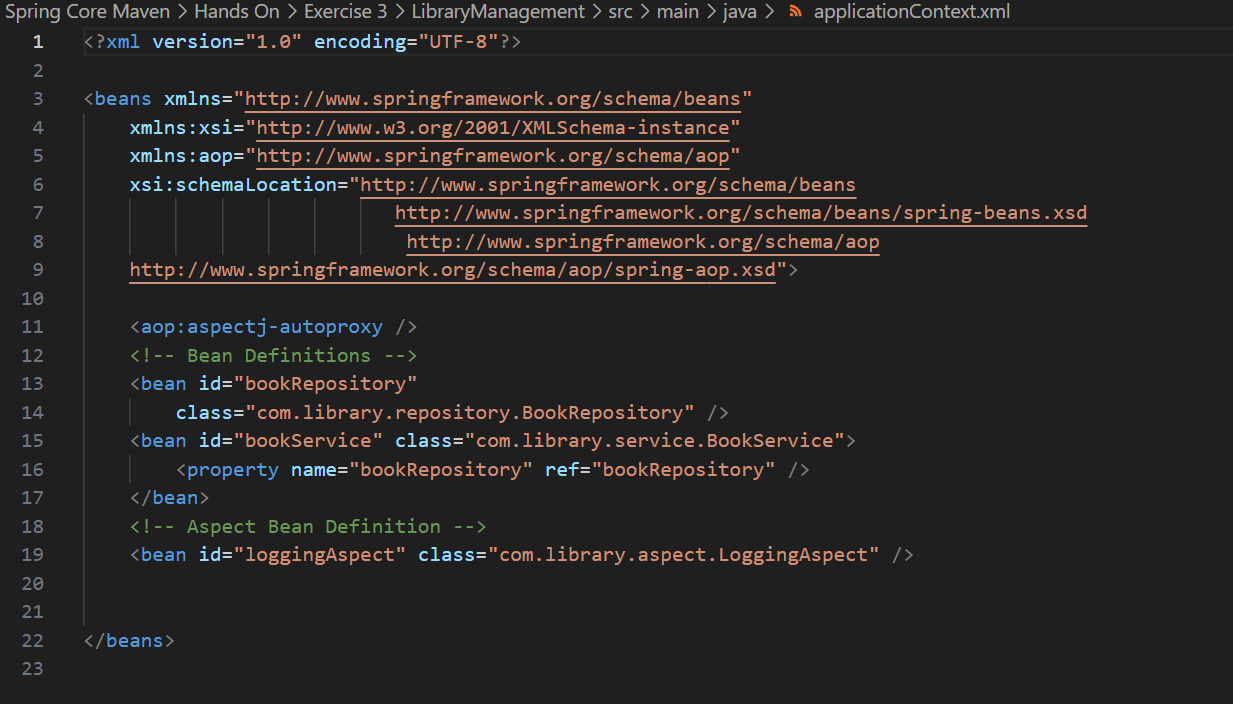 Spring Core Maven > Hands On > Exercise 3 > LibraryManagement > src > main > java > applicationContext.xml
1 <?xml version="1.0" encoding="UTF-8"?>
2
3 <beans xmlns="http://www.springframework.org/schema/beans"
4 xmlns:xsi="http://www.w3.org/2001/XMLSchema-instance"
5 xmlns:aop="http://www.springframework.org/schema/aop"
6 xsi:schemaLocation="http://www.springframework.org/schema/beans
7 http://www.springframework.org/schema/beans/spring-beans.xsd
8 http://www.springframework.org/schema/aop
9 http://www.springframework.org/schema/aop/spring-aop.xsd">
10
11 <aop:aspectj-autoproxy />
12 <!-- Bean Definitions -->
13 <bean id="bookRepository"
14 class="com.library.repository.BookRepository" />
15 <bean id="bookService" class="com.library.service.BookService">
16 <property name="bookRepository" ref="bookRepository" />
17 </bean>
18 <!-- Aspect Bean Definition -->
19 <bean id="loggingAspect" class="com.library.aspect.LoggingAspect" />
20
21
22 </beans>
23